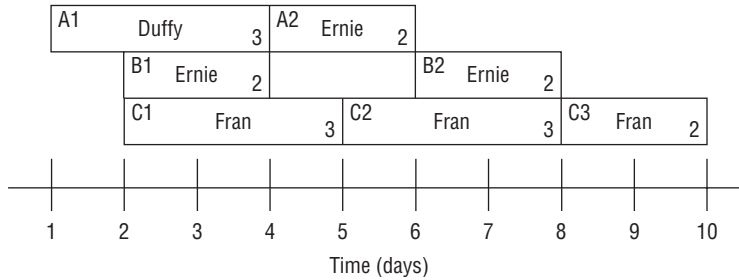 A1 Duffy 3 A2 Ernie 2
B1 Ernie 2 B2 Ernie 2
C1 Fran 3 C2 Fran 3 C3 Fran 2
1 2 3 4 5 6 7 8 9 10
Time (days)